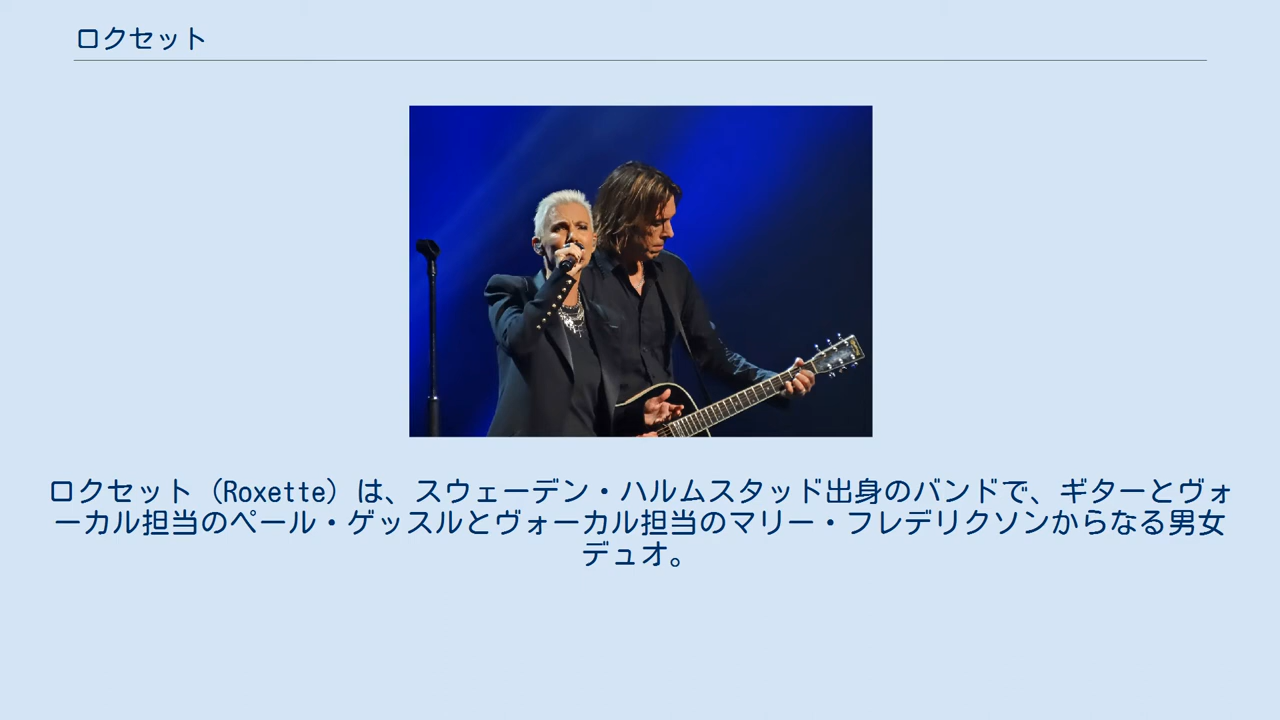 ロクセット
ロクセット（Roxette）は、スウェーデン・ハルムスタッド出身のバンドで、ギターとヴォ
ーカル担当のペール・ゲッスルとヴォーカル担当のマリー・フレデリクソンからなる男女
デュオ。